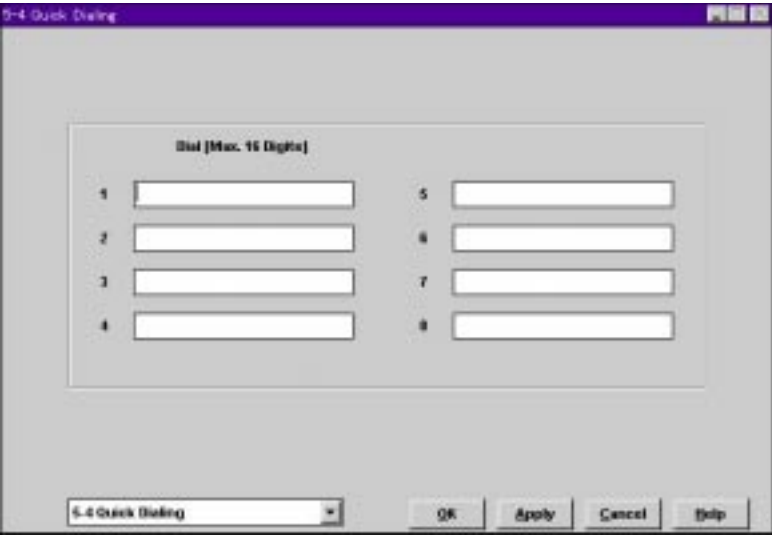 5-4 Quick Dialing
Dial [Max. 16 Digits]
1
5
2
6
3
7
4
8
5-4 Quick Dialing
OK
Apply
Cancel
Help